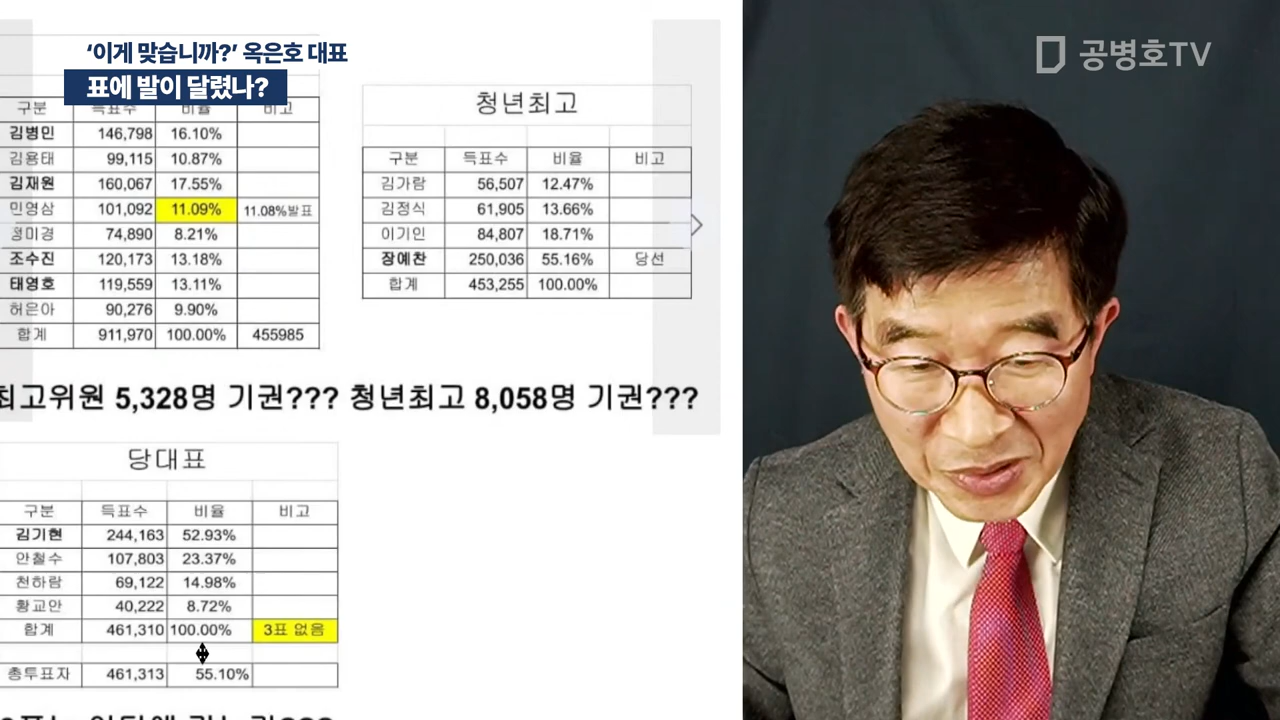 ‘이게 맞습니까?’ 옥은호 대표
표에 발이 달렸나?
공병호TV
구분 득표수 비율 비고
김병민 146,798 16.10%
김용태 99,115 10.87%
김재원 160,067 17.55%
민영삼 101,092 11.09% 11.08%발표
정미경 74,890 8.21%
조수진 120,173 13.18%
태영호 119,559 13.11%
허은아 90,276 9.90%
합계 911,970 100.00% 455985
청년최고
구분 득표수 비율 비고
김가람 56,507 12.47%
김정식 61,905 13.66%
이기인 84,807 18.71%
장예찬 250,036 55.16% 당선
합계 453,255 100.00%
최고위원 5,328명 기권??? 청년최고 8,058명 기권???
당대표
구분 득표수 비율 비고
김기현 244,163 52.93%
안철수 107,803 23.37%
천하람 69,122 14.98%
황교안 40,222 8.72%
합계 461,310 100.00% 3표 없음
총투표자 461,313 55.10%